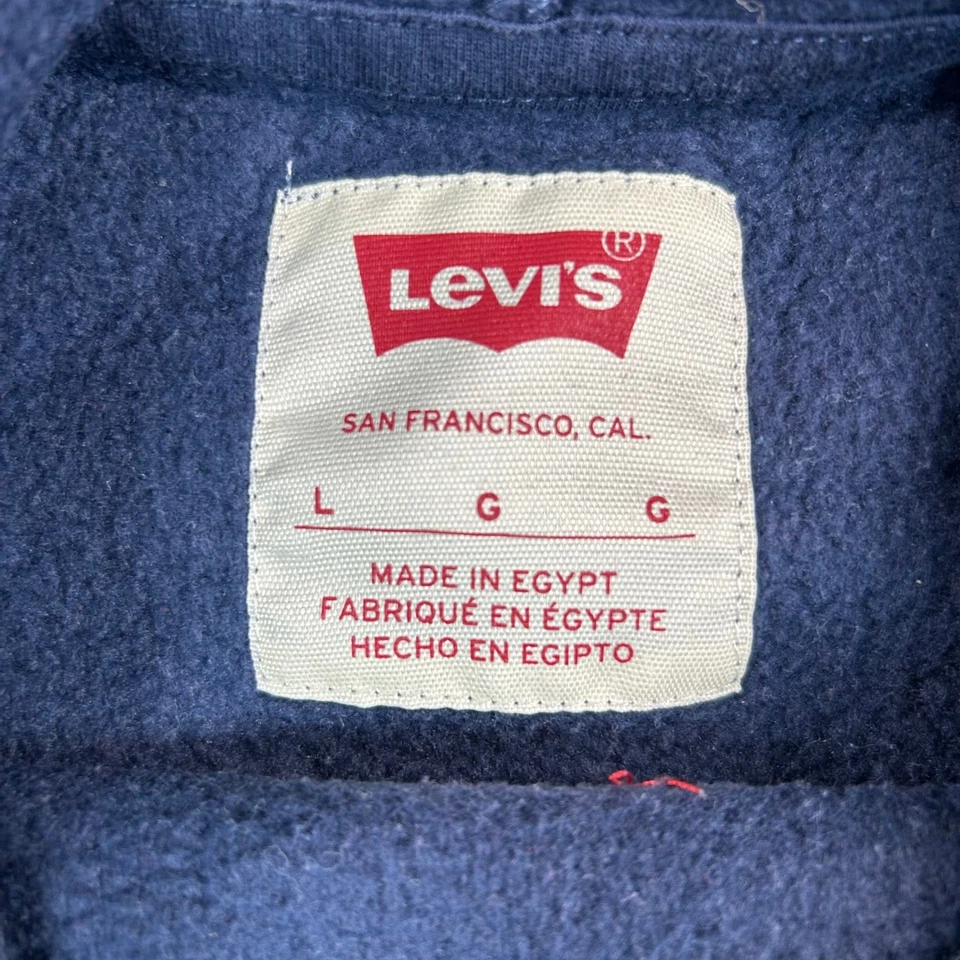 LEVI'S ®
SAN FRANCISCO, CAL.
L G G
MADE IN EGYPT
FABRIQUÉ EN ÉGYPTE
HECHO EN EGIPTO